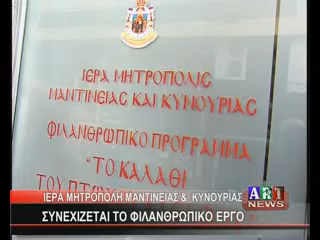 ΙΕΡΑ ΜΗΤΡΟΠΟΛΙΣ
ΜΑΝΤΙΝΕΙΑΣ ΚΑΙ ΚΥΝΟΥΡΙΑΣ
ΦΙΛΑΝΘΡΩΠΙΚΟ ΠΡΟΓΡΑΜΜΑ
"ΤΟ ΚΑΛΑΘΙ
ΤΟΥ
ΙΕΡΑ ΜΗΤΡΟΠΟΛΗ ΜΑΝΤΙΝΕΙΑΣ & ΚΥΝΟΥΡΙΑΣ
ΣΥΝΕΧΙΖΕΤΑΙ ΤΟ ΦΙΛΑΝΘΡΩΠΙΚΟ ΕΡΓΟ
ART
NEWS